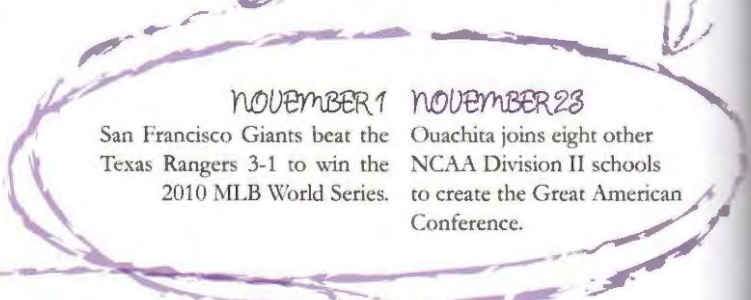 NOVEMBER 1
San Francisco Giants beat the
Texas Rangers 3-1 to win the
2010 MLB World Series.
NOVEMBER 23
Ouachita joins eight other
NCAA Division II schools
to create the Great American
Conference.